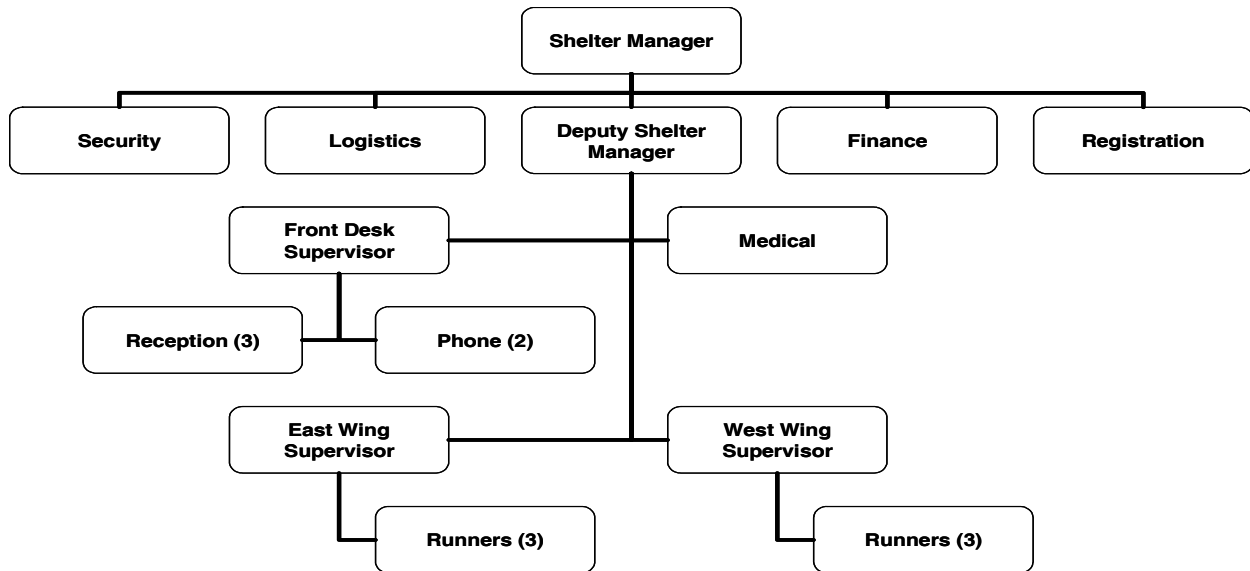 Shelter Manager
Security
Logistics
Deputy Shelter
Manager
Finance
Registration
Front Desk
Supervisor
Medical
Reception (3)
Phone (2)
East Wing
Supervisor
West Wing
Supervisor
Runners (3)
Runners (3)